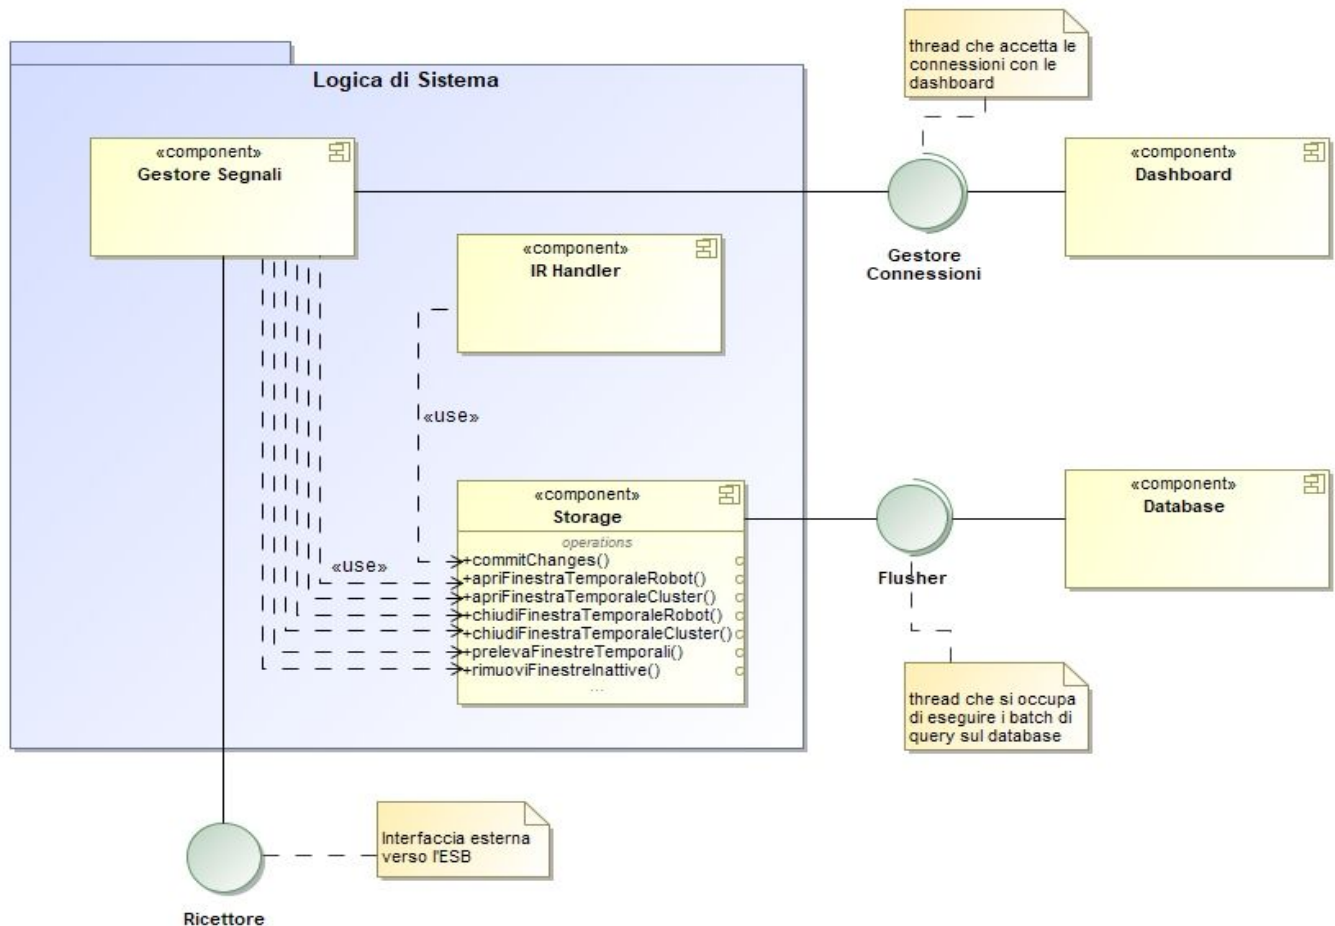 thread che accetta le
connessioni con le
dashboard
Logica di Sistema
«component»
Gestore Segnali
«component»
Dashboard
Gestore
Connessioni
«component»
IR Handler
«use»
«component»
Storage
operations
+commitChanges()
+apriFinestraTemporaleRobot()
+apriFinestraTemporaleCluster()
+chiudiFinestraTemporaleRobot()
+chiudiFinestraTemporaleCluster()
+prelevaFinestreTemporali()
+rimuoviFinestreInattive()
...
«use»
«component»
Database
Flusher
thread che si occupa
di eseguire i batch di
query sul database
Interfaccia esterna
verso l'ESB
Ricettore